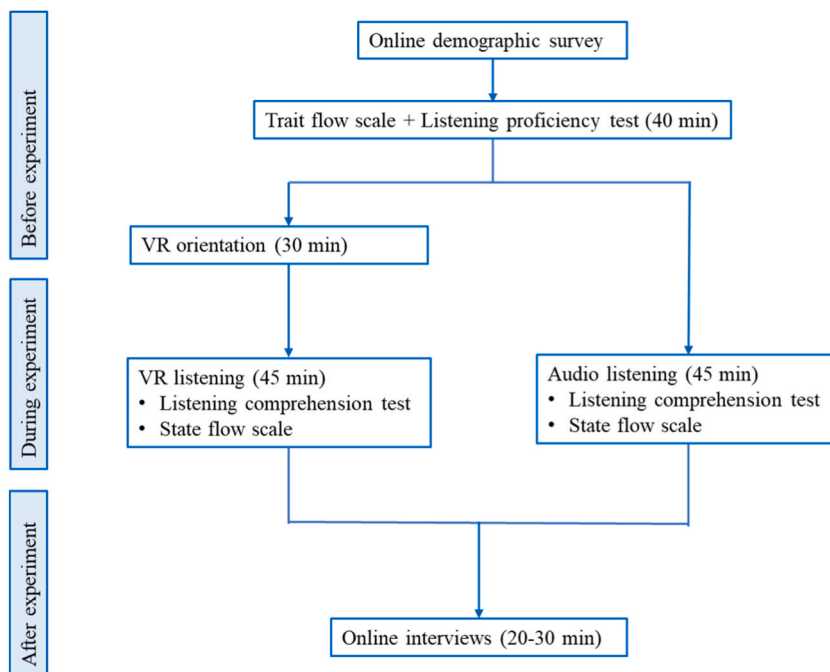 Before experiment
Online demographic survey
Trait flow scale + Listening proficiency test (40 min)
VR orientation (30 min)
During experiment
VR listening (45 min)
• Listening comprehension test
• State flow scale
Audio listening (45 min)
• Listening comprehension test
• State flow scale
After experiment
Online interviews (20-30 min)